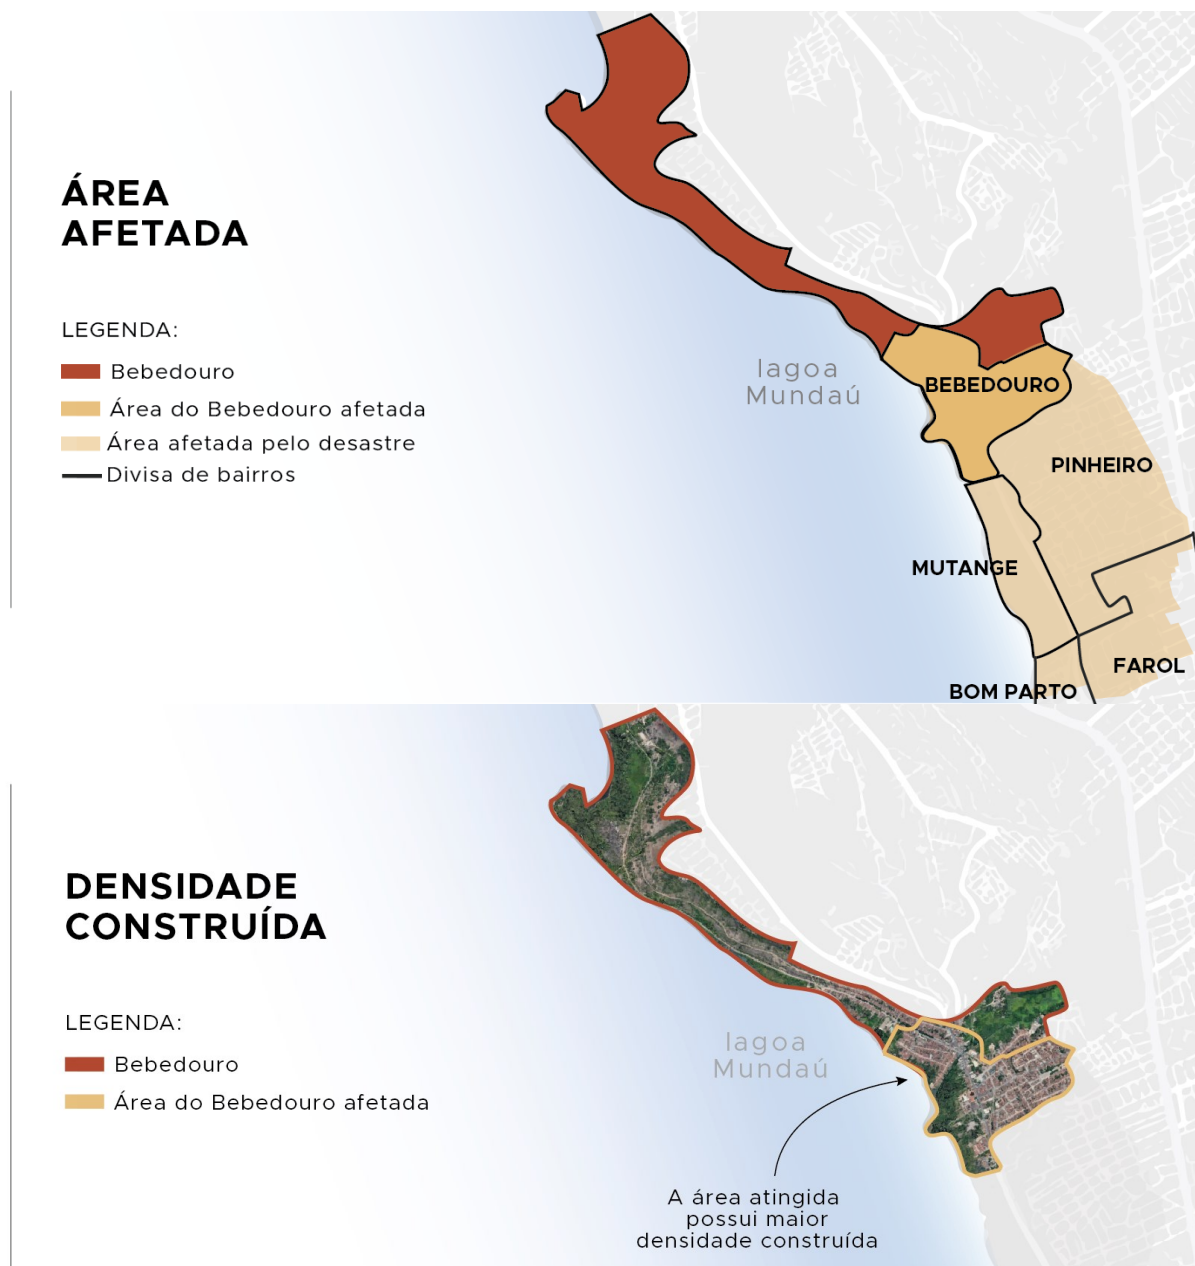 ÁREA
AFETADA
LEGENDA:
Bebedouro
Área do Bebedouro afetada
Área afetada pelo desastre
Divisa de bairros
lagoa
Mundaú
BEBEDOURO
PINHEIRO
MUTANGE
FAROL
BOM PARTO
DENSIDADE
CONSTRUÍDA
LEGENDA:
Bebedouro
Área do Bebedouro afetada
lagoa
Mundaú
A área atingida
possui maior
densidade construída